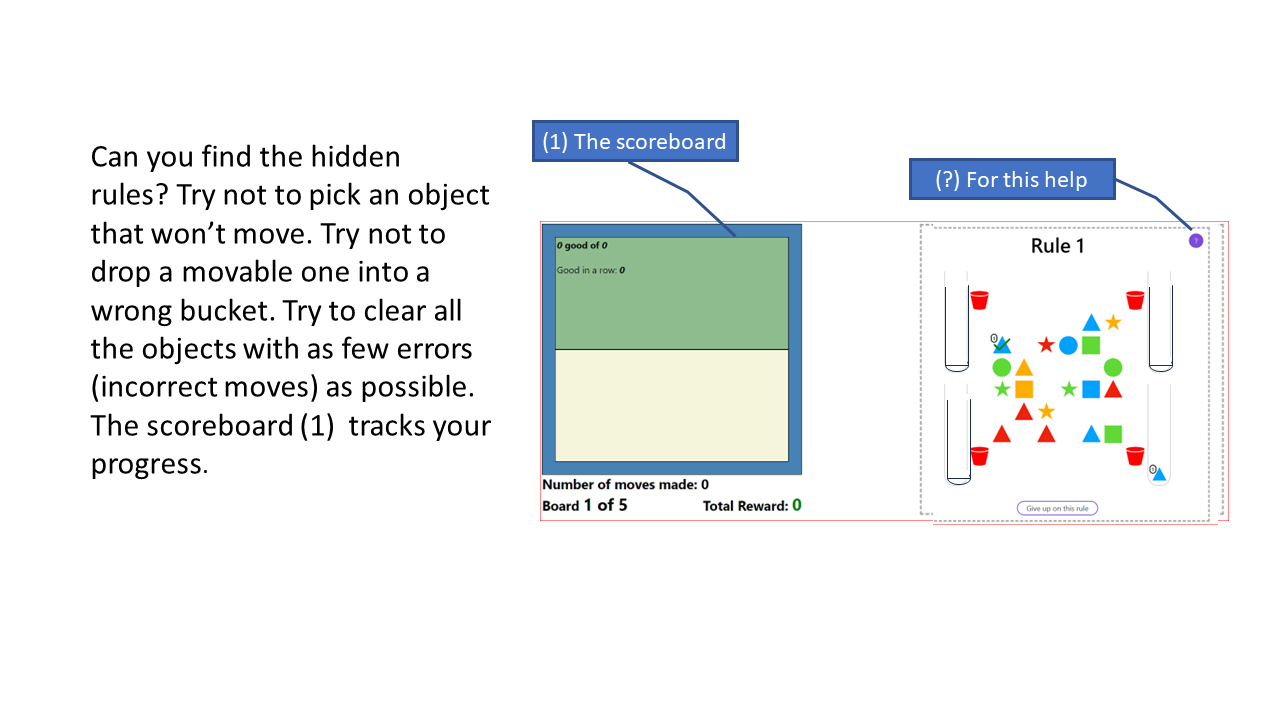 Can you find the hidden
rules? Try not to pick an object
that won’t move. Try not to
drop a movable one into a
wrong bucket. Try to clear all
the objects with as few errors
(incorrect moves) as possible.
The scoreboard (1) tracks your
progress.
(1) The scoreboard
(?) For this help
0 good of 0
Good in a row: 0
Number of moves made: 0
Board 1 of 5
Total Reward: 0
Rule 1
?
0
0
Give up on this rule